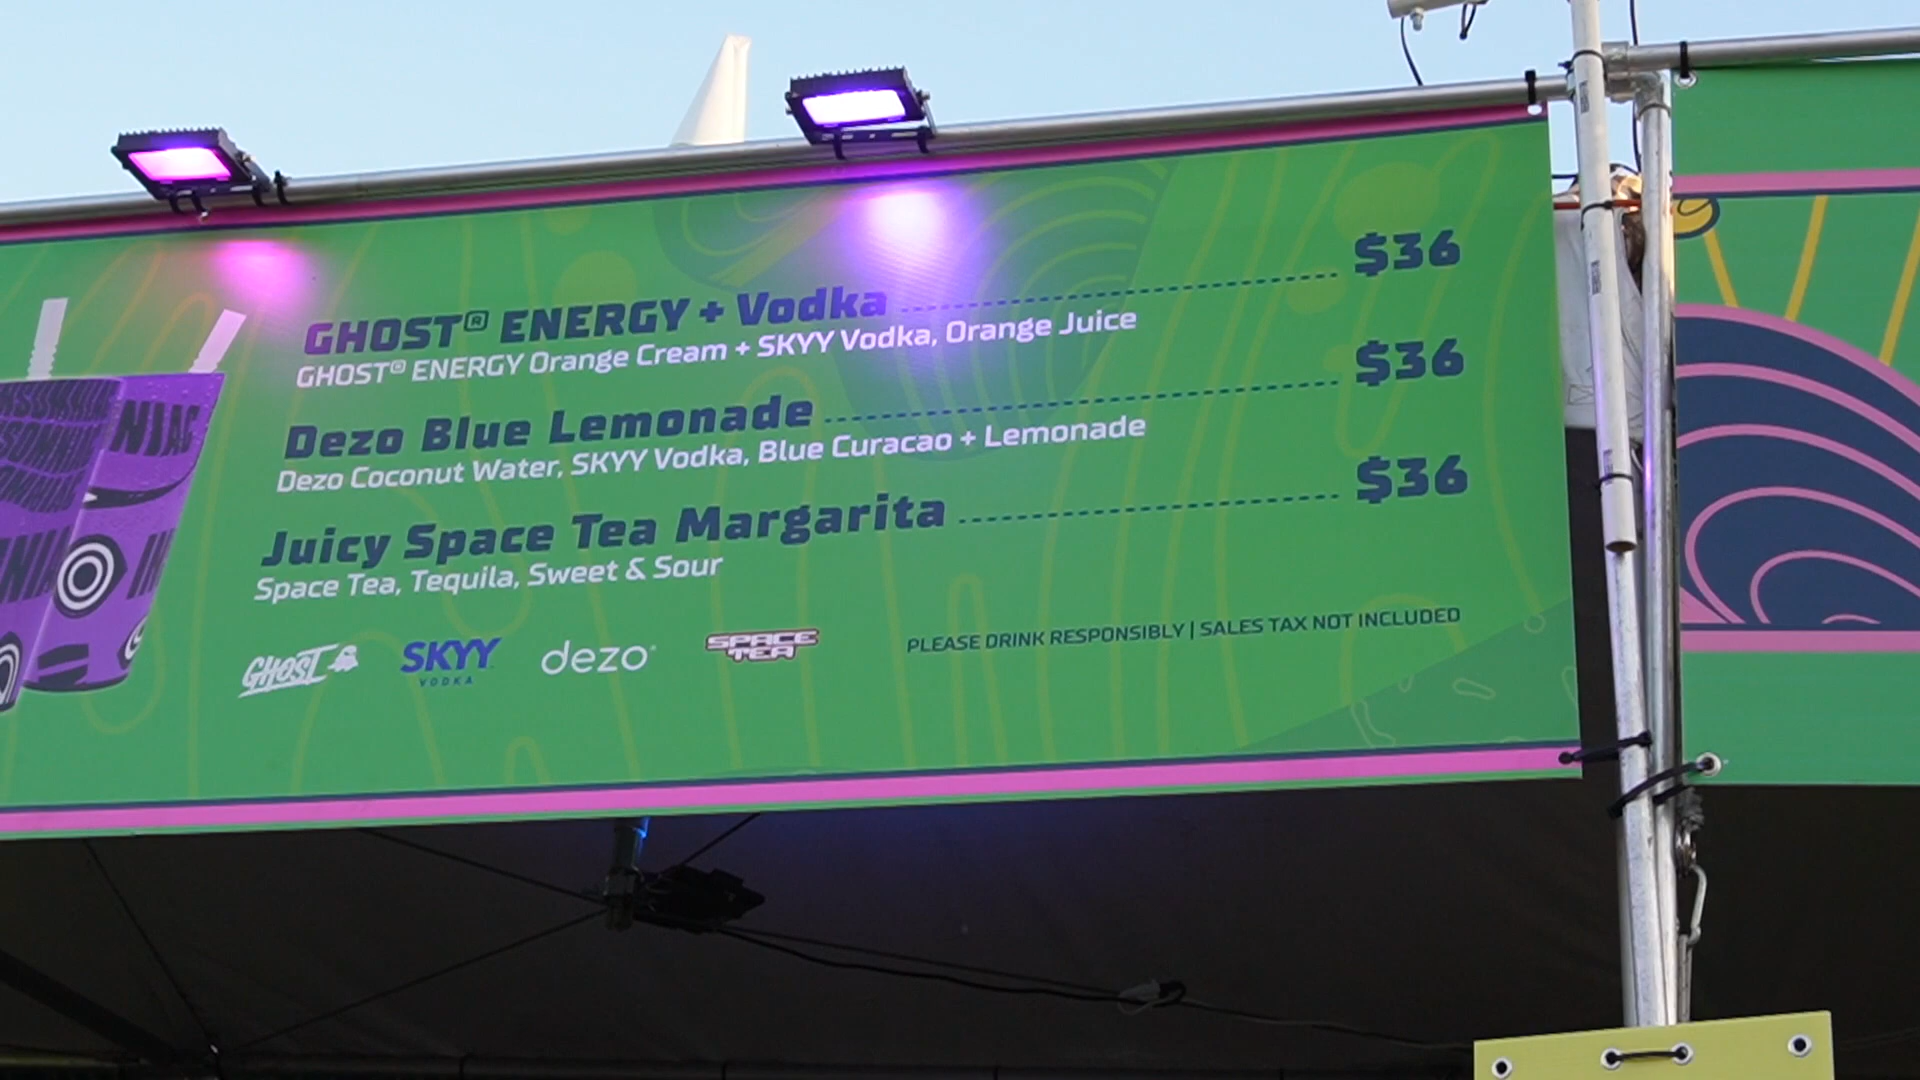 GHOST® ENERGY + Vodka $36
GHOST® ENERGY Orange Cream + SKYY Vodka, Orange Juice
Dezo Blue Lemonade $36
Dezo Coconut Water, SKYY Vodka, Blue Curacao + Lemonade
Juicy Space Tea Margarita $36
Space Tea, Tequila, Sweet & Sour
GHOST SKYY VODKA dezo SPACE TEA
PLEASE DRINK RESPONSIBLY | SALES TAX NOT INCLUDED